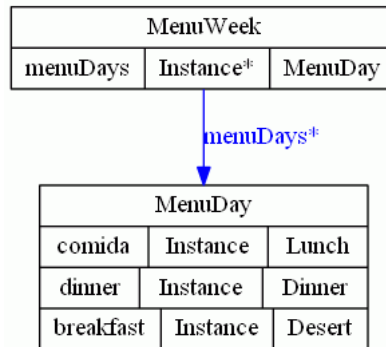 MenuWeek
menuDays Instance* MenuDay
menuDays*
MenuDay
comida Instance Lunch
dinner Instance Dinner
breakfast Instance Desert